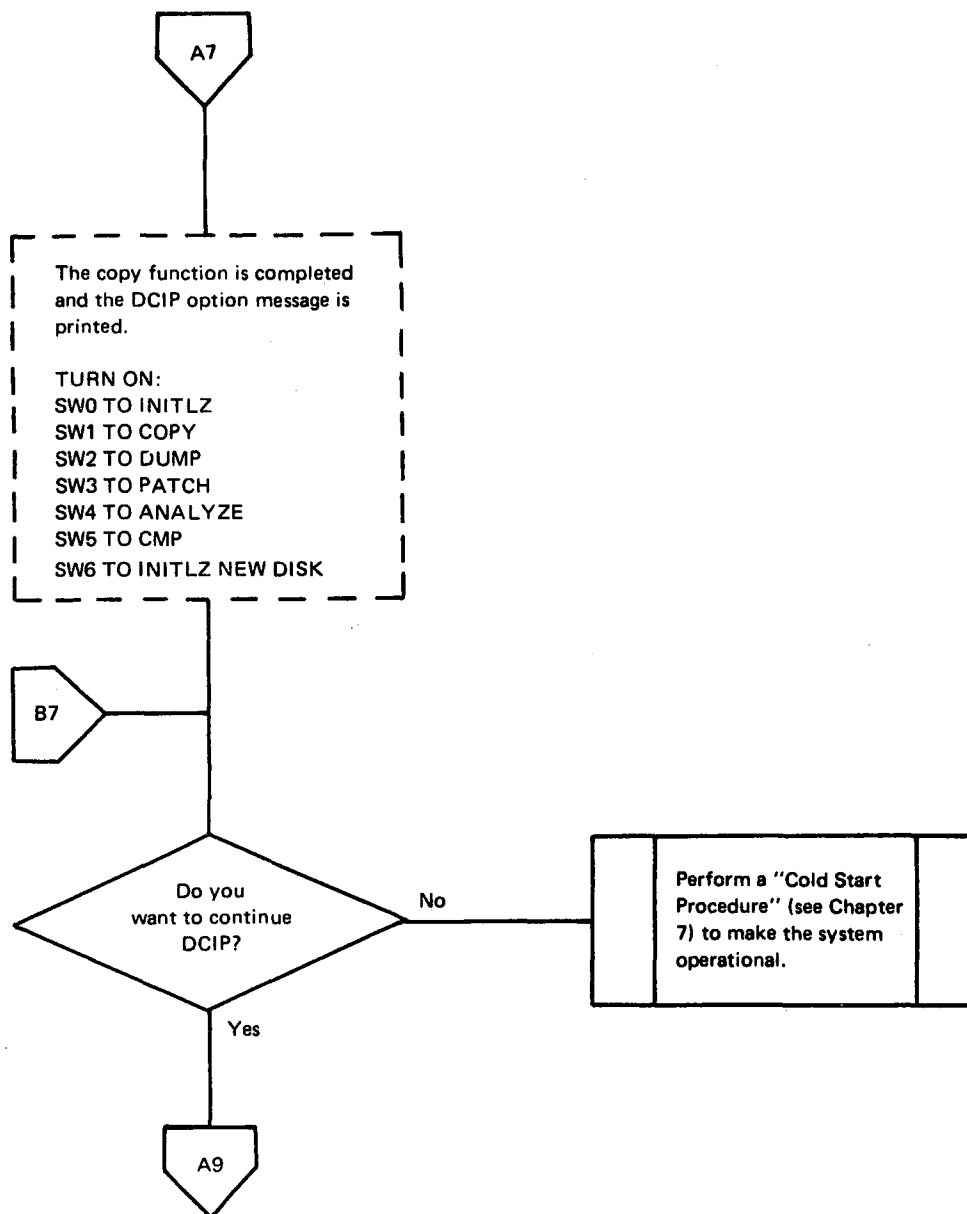 A7
The copy function is completed
and the DCIP option message is
printed.
TURN ON:
SW0 TO INITLZ
SW1 TO COPY
SW2 TO DUMP
SW3 TO PATCH
SW4 TO ANALYZE
SW5 TO CMP
SW6 TO INITLZ NEW DISK
B7
Do you
want to continue
DCIP?
No
Perform a "Cold Start
Procedure" (see Chapter
7) to make the system
operational.
Yes
A9